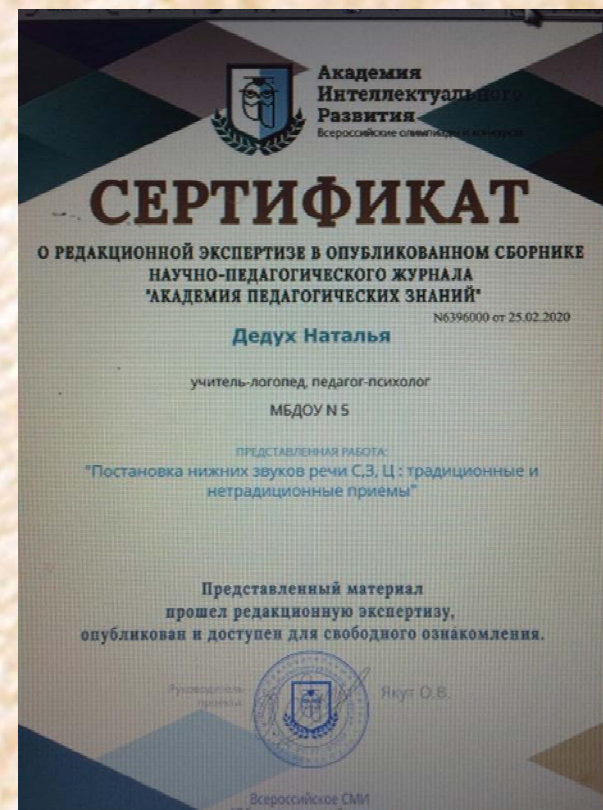 Академия
Интеллектуального
Развития
Всероссийские олимпиады и конкурсы
СЕРТИФИКАТ
О РЕДАКЦИОННОЙ ЭКСПЕРТИЗЕ В ОПУБЛИКОВАННОМ СБОРНИКЕ
НАУЧНО-ПЕДАГОГИЧЕСКОГО ЖУРНАЛА
"АКАДЕМИЯ ПЕДАГОГИЧЕСКИХ ЗНАНИЙ"
N6396000 от 25.02.2020
Дедух Наталья
учитель-логопед, педагог-психолог
МБДОУ N 5
ПРЕДСТАВЛЕННАЯ РАБОТА:
"Постановка нижних звуков речи С,З, Ц : традиционные и
нетрадиционные приемы"
Представленный материал
прошел редакционную экспертизу,
опубликован и доступен для свободного ознакомления.
Руководитель
проекта:
Якут О.В.
Всероссийское СМИ